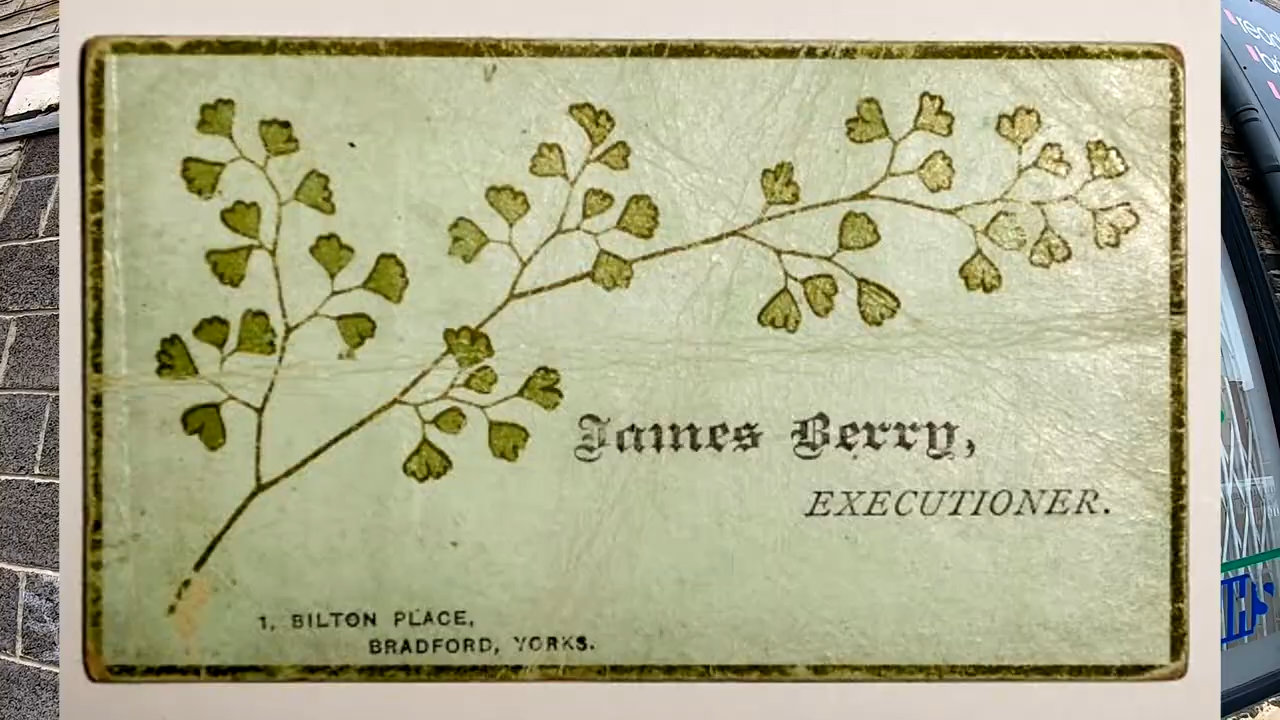 James Berry,
EXECUTIONER.
1, BILTON PLACE,
BRADFORD, YORKS.